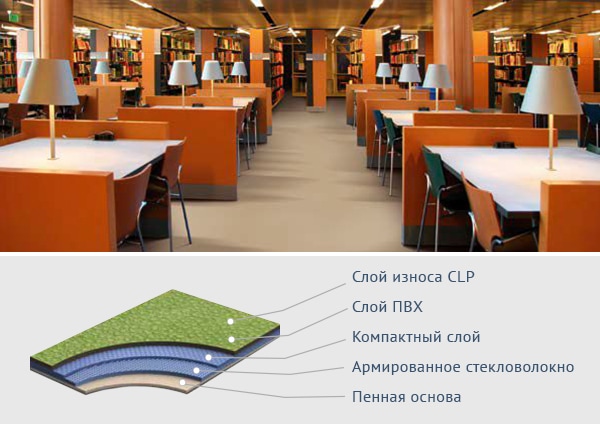 Слой износа CLP
Слой ПВХ
Компактный слой
Армированное стекловолокно
Пенная основа